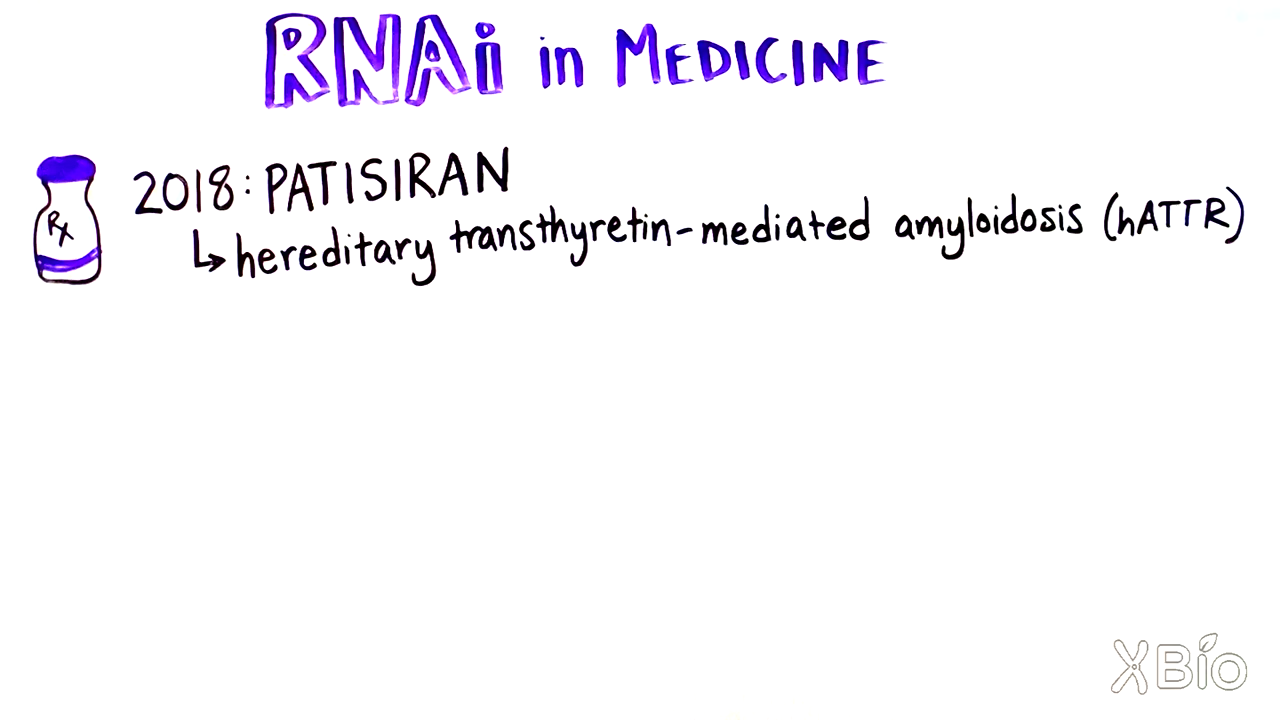 RNAi in MEDICINE
Rx
2018: PATISIRAN
↳ hereditary transthyretin-mediated amyloidosis (hATTR)
XBio